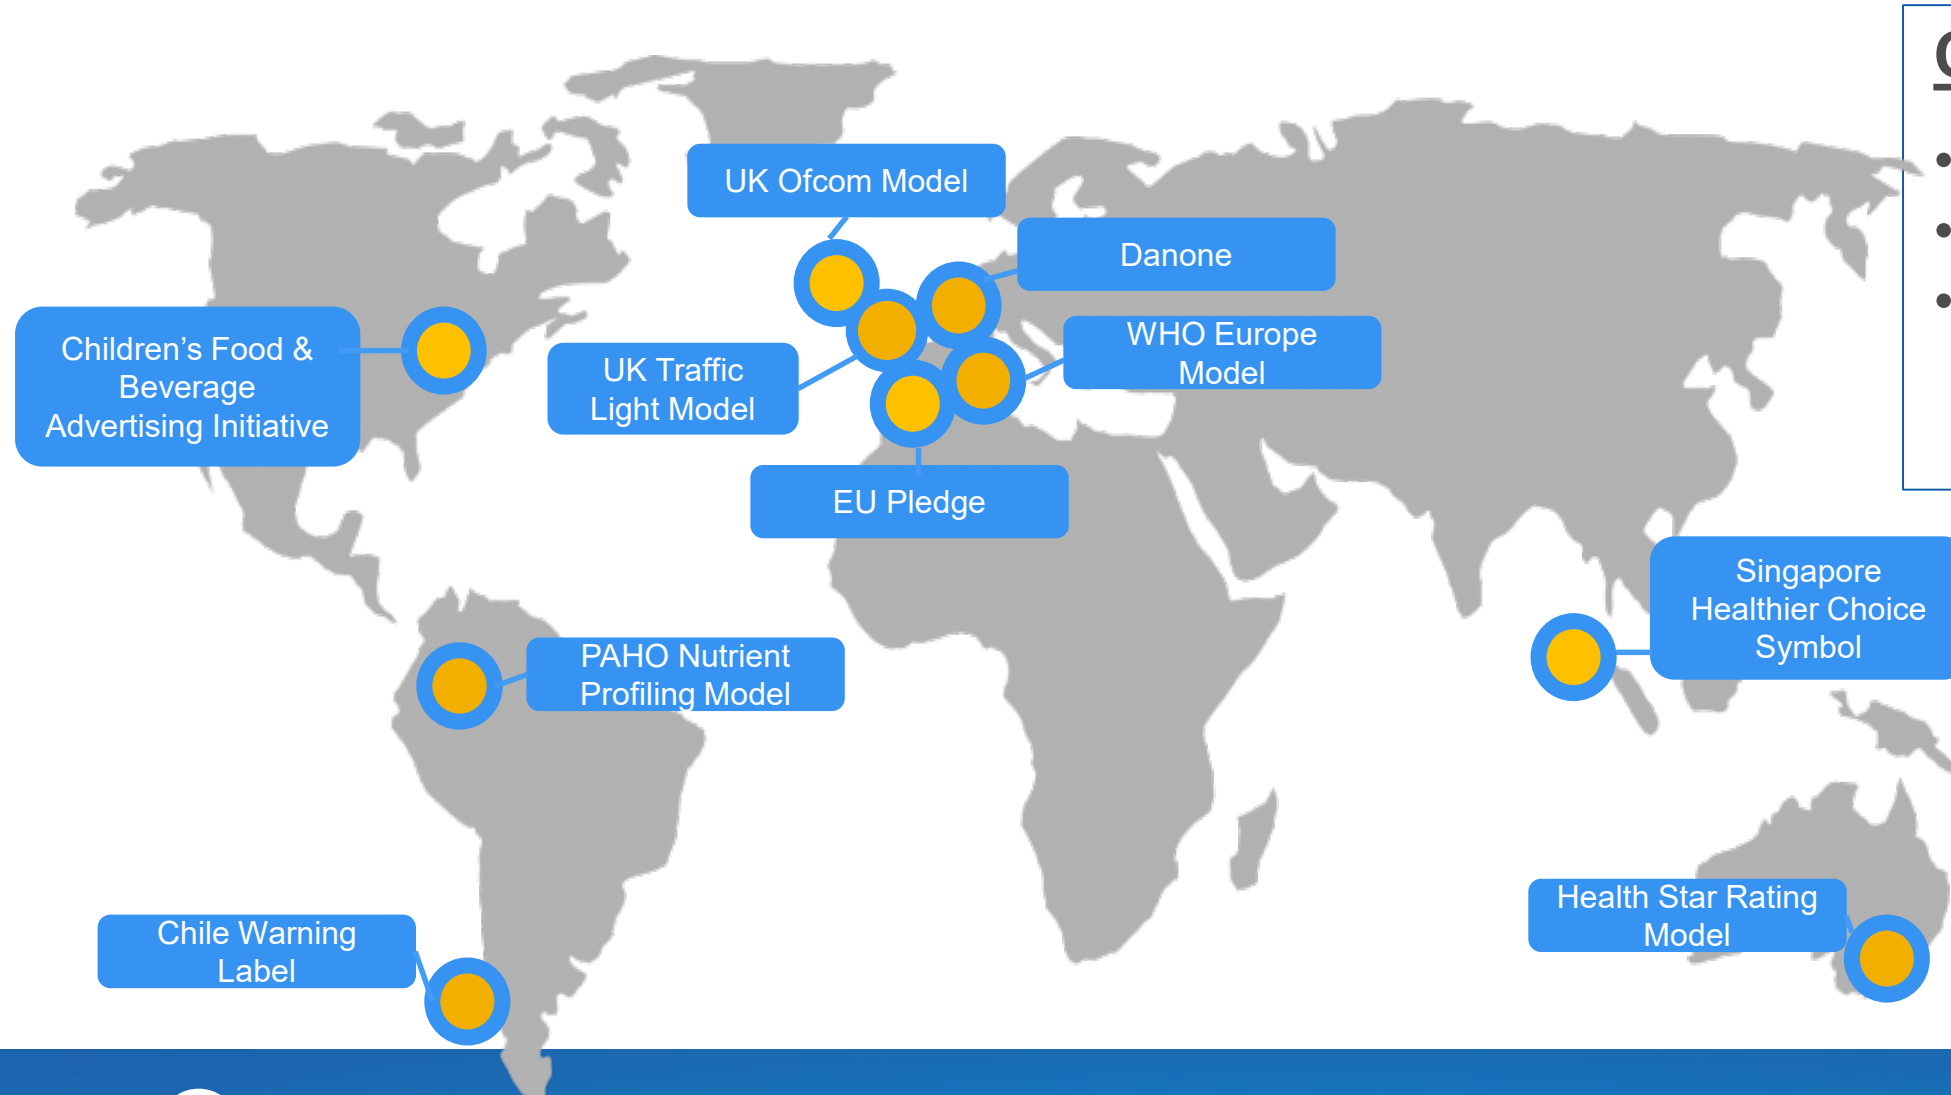 UK Ofcom Model
Danone
WHO Europe
Model
Children’s Food &
Beverage
Advertising Initiative
UK Traffic
Light Model
EU Pledge
Singapore
Healthier Choice
Symbol
PAHO Nutrient
Profiling Model
Health Star Rating
Model
Chile Warning
Label